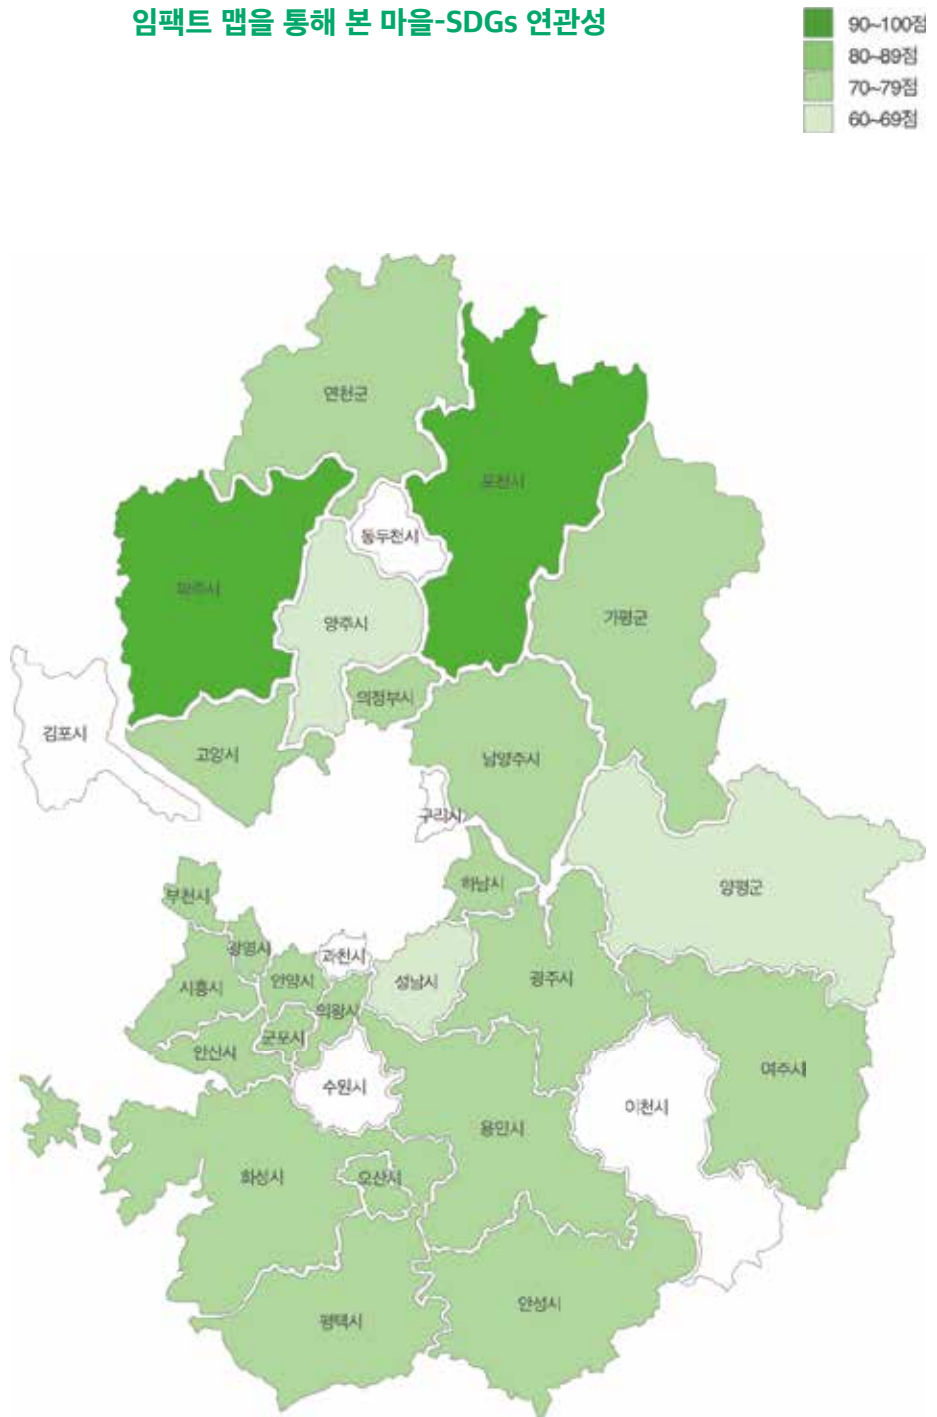 임팩트 맵을 통해 본 마을-SDGs 연관성
90~100점
80~89점
70~79점
60~69점
연천군
포천시
동두천시
파주시
양주시
가평군
의정부시
김포시
고양시
남양주시
구리시
하남시
양평군
부천시
광명시
과천시
안양시
성남시
광주시
시흥시
의왕시
군포시
안산시
여주시
수원시
이천시
용인시
화성시
오산시
안성시
평택시